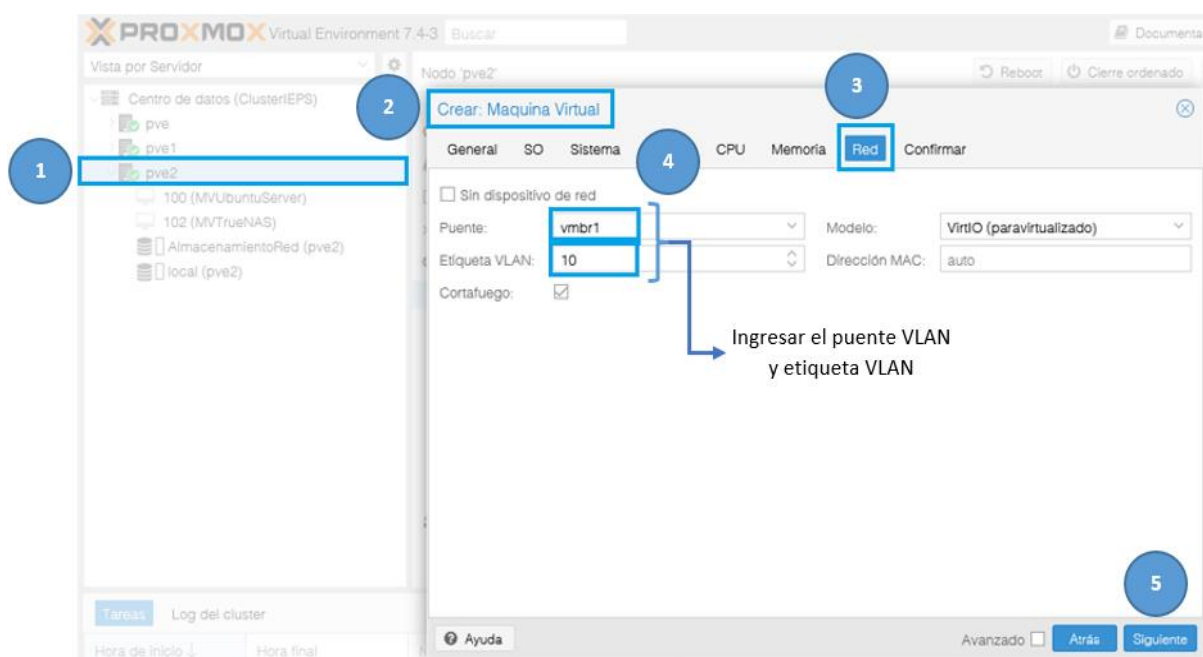 PROXMOX Virtual Environment 7.4-3 Buscar Documenta
Vista por Servidor
Nodo 'pve2' Reboot Cierre ordenado
Centro de datos (ClusterIEPS)
pve
pve1
pve2
100 (MVUbuntuServer)
102 (MVTrueNAS)
AlmacenamientoRed (pve2)
local (pve2)
1
2
3
4
5
Crear: Maquina Virtual
General SO Sistema CPU Memoria Red Confirmar
Sin dispositivo de red
Puente: vmbr1 Modelo: VirtIO (paravirtualizado)
Etiqueta VLAN: 10 Dirección MAC: auto
Cortafuego:
Ingresar el puente VLAN
y etiqueta VLAN
Tareas Log del cluster
Hora de Inicio Hora final
Ayuda Avanzado Atrás Siguiente